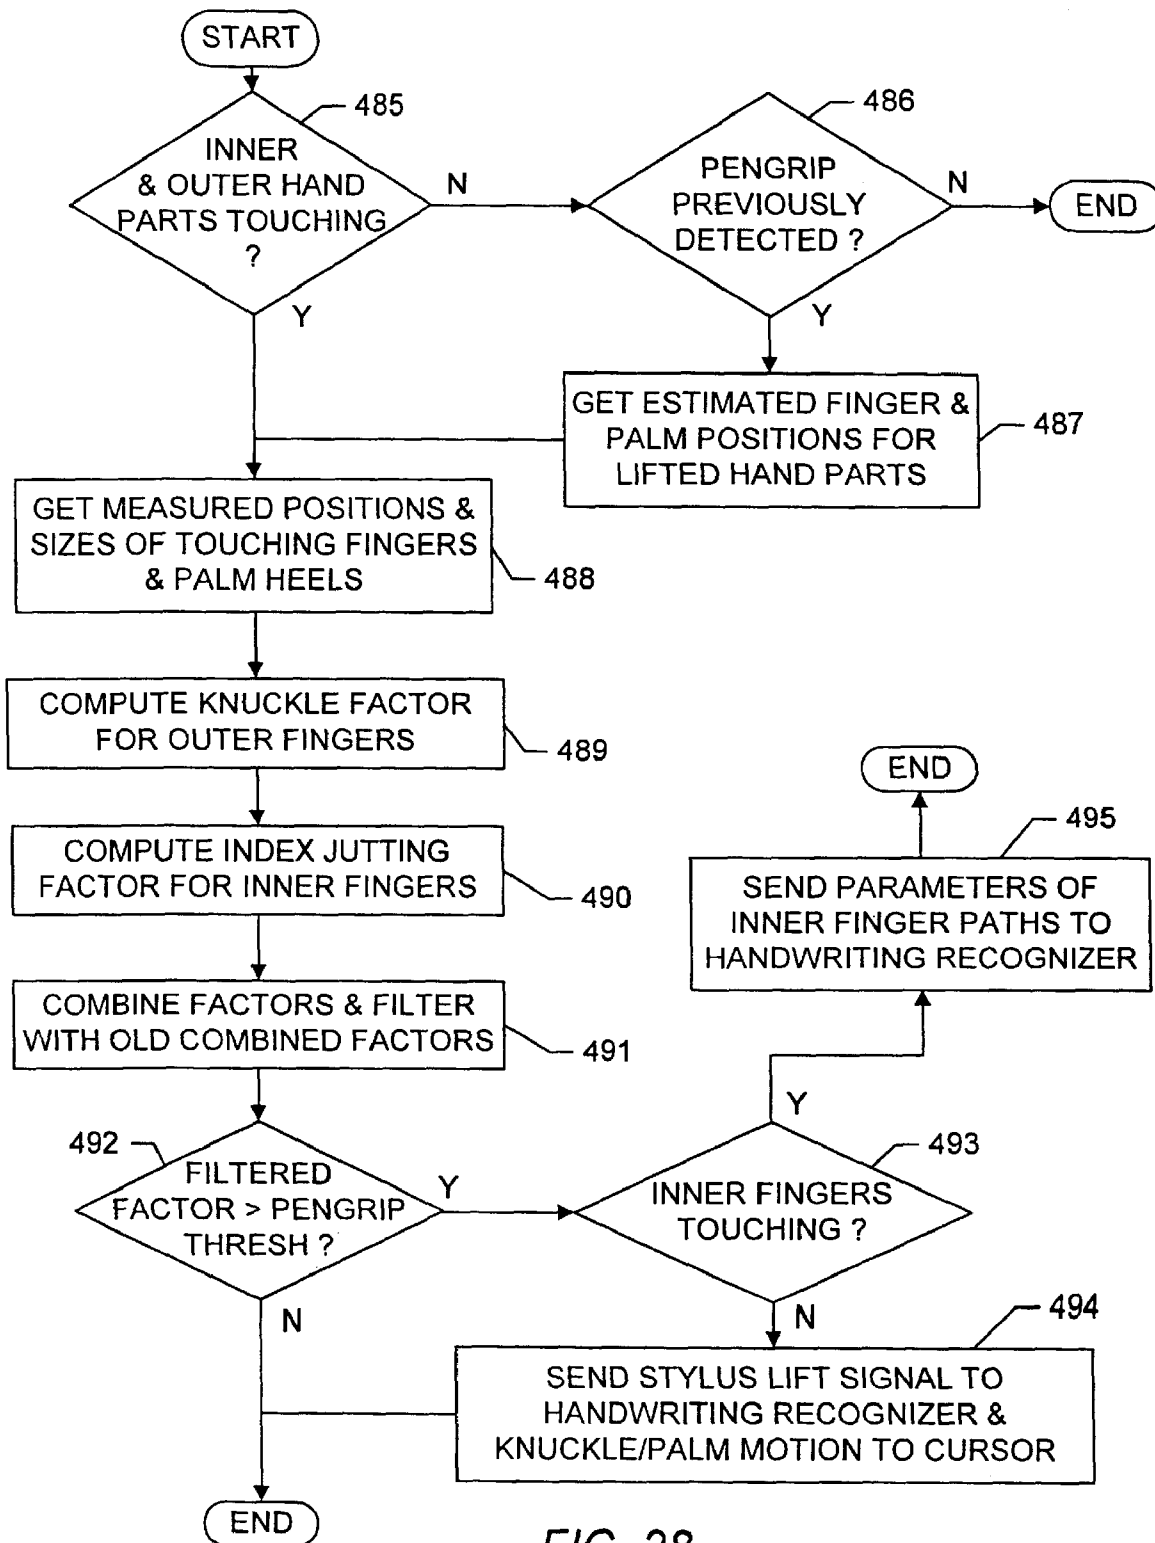 START
485
INNER
& OUTER HAND
PARTS TOUCHING
?
N
Y
486
PENGRIP
PREVIOUSLY
DETECTED ?
N
END
Y
GET ESTIMATED FINGER &
PALM POSITIONS FOR
LIFTED HAND PARTS
487
GET MEASURED POSITIONS &
SIZES OF TOUCHING FINGERS
& PALM HEELS
488
COMPUTE KNUCKLE FACTOR
FOR OUTER FINGERS
489
COMPUTE INDEX JUTTING
FACTOR FOR INNER FINGERS
490
COMBINE FACTORS & FILTER
WITH OLD COMBINED FACTORS
491
492
FILTERED
FACTOR > PENGRIP
THRESH ?
Y
N
493
INNER FINGERS
TOUCHING ?
Y
N
495
SEND PARAMETERS OF
INNER FINGER PATHS TO
HANDWRITING RECOGNIZER
END
494
SEND STYLUS LIFT SIGNAL TO
HANDWRITING RECOGNIZER &
KNUCKLE/PALM MOTION TO CURSOR
END